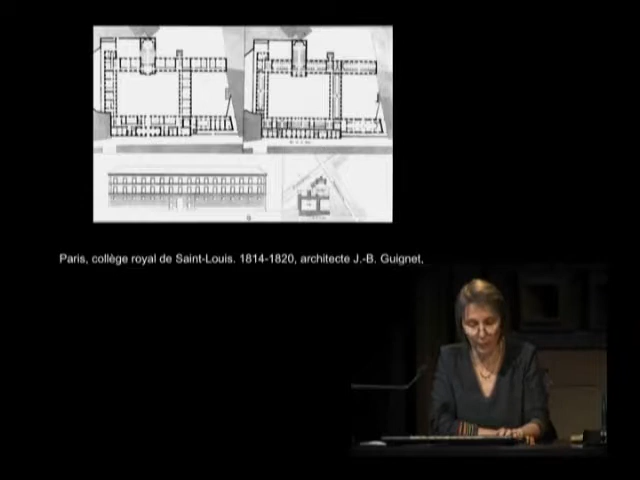 Paris, collège royal de Saint-Louis. 1814-1820, architecte J.-B. Guignet,